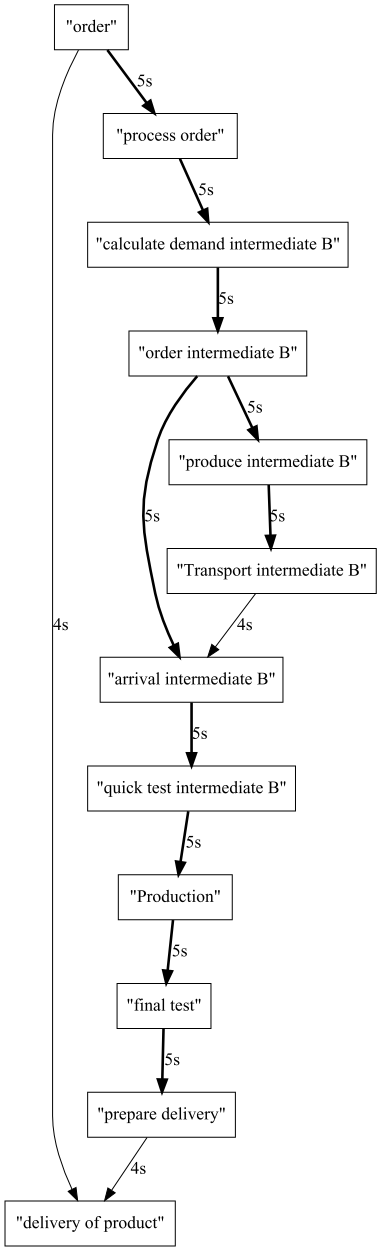 "order"
5s
"process order"
5s
"calculate demand intermediate B"
5s
"order intermediate B"
5s
"produce intermediate B"
5s
5s
"Transport intermediate B"
4s
4s
"arrival intermediate B"
5s
"quick test intermediate B"
5s
"Production"
5s
"final test"
5s
"prepare delivery"
4s
"delivery of product"